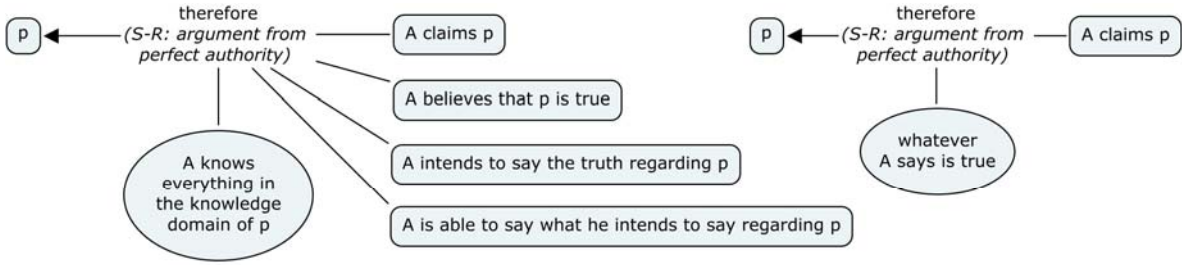 therefore
p
(S-R: argument from
perfect authority)
A claims p
A believes that p is true
A intends to say the truth regarding p
A is able to say what he intends to say regarding p
A knows
everything in
the knowledge
domain of p
therefore
p
(S-R: argument from
perfect authority)
A claims p
whatever
A says is true